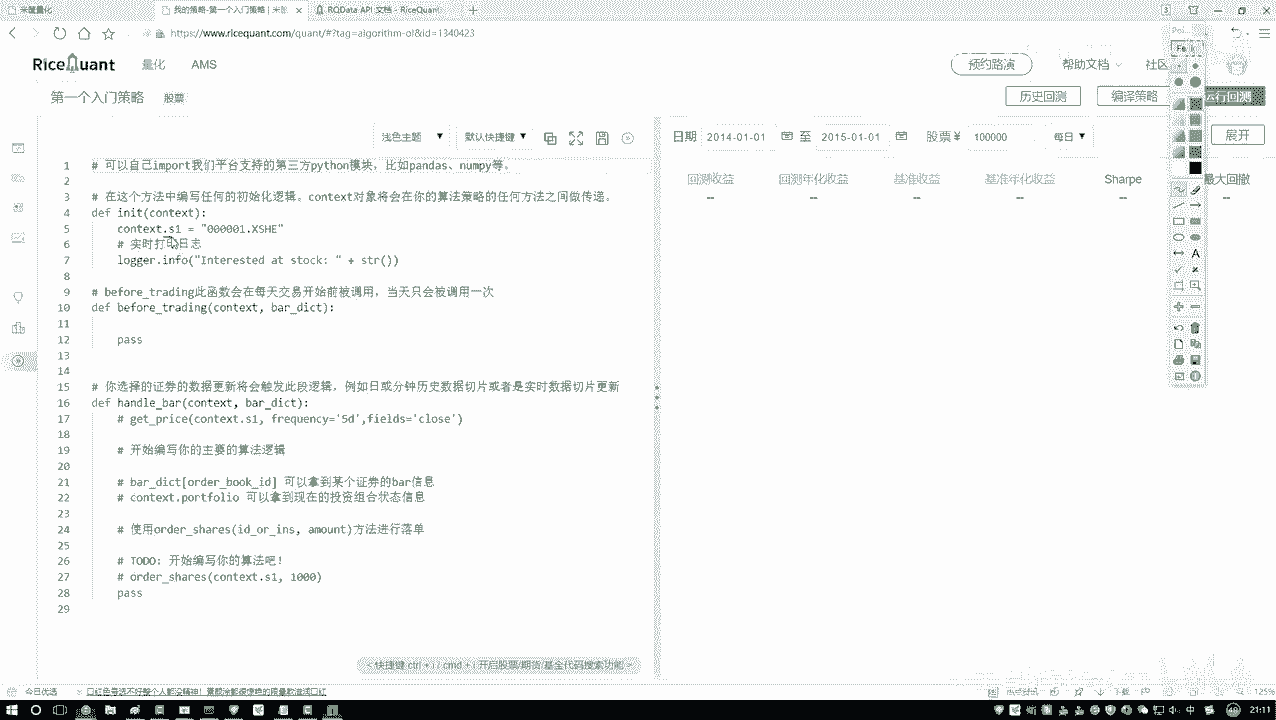 米筐量化
我的策略-第一个入门策略 | 米
RQData API 文档 - RiceQuant
https://www.ricequant.com/quant/#?tag=algorithm-ol&id=1340423
RiceQuant 量化 AMS 预约路演 帮助文档 社区
第一个入门策略 股票 历史回测 编译策略 运行回测
浅色主题 默认快捷键 日期 2014-01-01 至 2015-01-01 股票 ¥ 100000 每日 展开
回测收益 回测年化收益 基准收益 基准年化收益 Sharpe 最大回撤
-- -- -- -- -- --
1 # 可以自己import我们平台支持的第三方python模块，比如pandas、numpy等。
2
3 # 在这个方法中编写任何的初始化逻辑。context对象将会在你的算法策略的任何方法之间做传递。
4 def init(context):
5 context.s1 = "000001.XSHE"
6 # 实时打印日志
7 logger.info("Interested at stock: " + str())
8
9 # before_trading此函数会在每天交易开始前被调用，当天只会被调用一次
10 def before_trading(context, bar_dict):
11
12 pass
13
14
15 # 你选择的证券的数据更新将会触发此段逻辑，例如日或分钟历史数据切片或者是实时数据切片更新
16 def handle_bar(context, bar_dict):
17 # get_price(context.s1, frequency='5d',fields='close')
18
19 # 开始编写你的主要的算法逻辑
20
21 # bar_dict[order_book_id] 可以拿到某个证券的bar信息
22 # context.portfolio 可以拿到现在的投资组合状态信息
23
24 # 使用order_shares(id_or_ins, amount)方法进行落单
25
26 # TODO: 开始编写你的算法吧！
27 # order_shares(context.s1, 1000)
28 pass
29
快捷键 ctrl + i / cmd + i 开启股票/期货/基金代码搜索功能
今日优选
125%
21:11